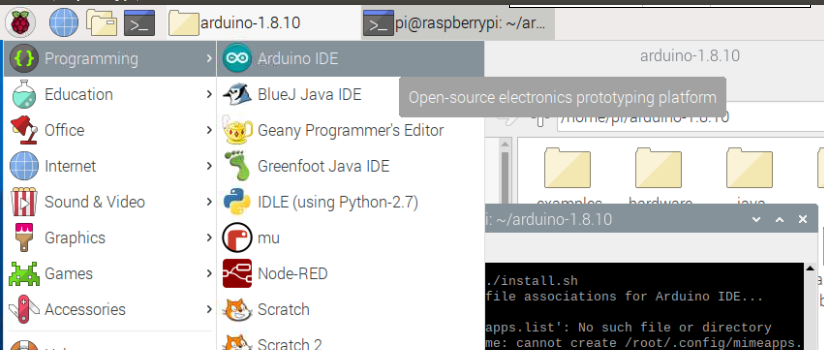 arduino-1.8.10
pi@raspberrypi: ~/ar...
Programming
Education
Office
Internet
Sound & Video
Graphics
Games
Accessories
Arduino IDE
BlueJ Java IDE
Geany Programmer's Editor
Greenfoot Java IDE
IDLE (using Python-2.7)
mu
Node-RED
Scratch
Scratch 2
arduino-1.8.10
Open-source electronics prototyping platform
/home/pi/arduino-1.8.10
examples
hardware
java
i: ~/arduino-1.8.10
./install.sh
file associations for Arduino IDE...
apps.list': No such file or directory
me: cannot create /root/.config/mimeapps.